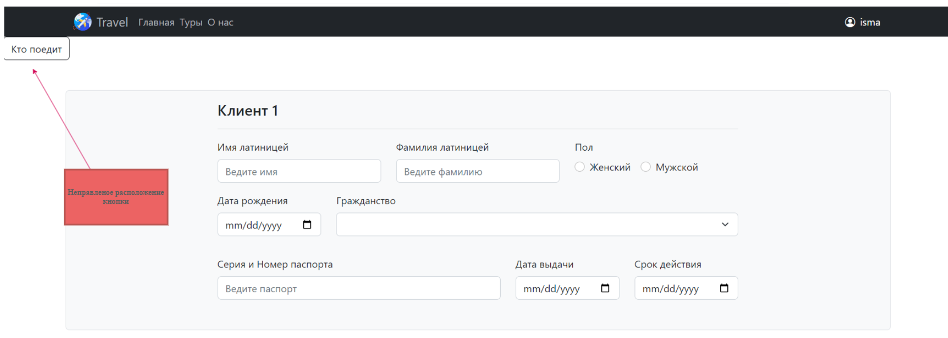 Travel Главная Туры О нас isma
Кто поедит
Клиент 1
Имя латиницей Фамилия латиницей Пол
Ведите имя Ведите фамилию Женский Мужской
Дата рождения Гражданство
mm/dd/yyyy
Неправленое расположение
кнопки
Серия и Номер паспорта Дата выдачи Срок действия
Ведите паспорт mm/dd/yyyy mm/dd/yyyy